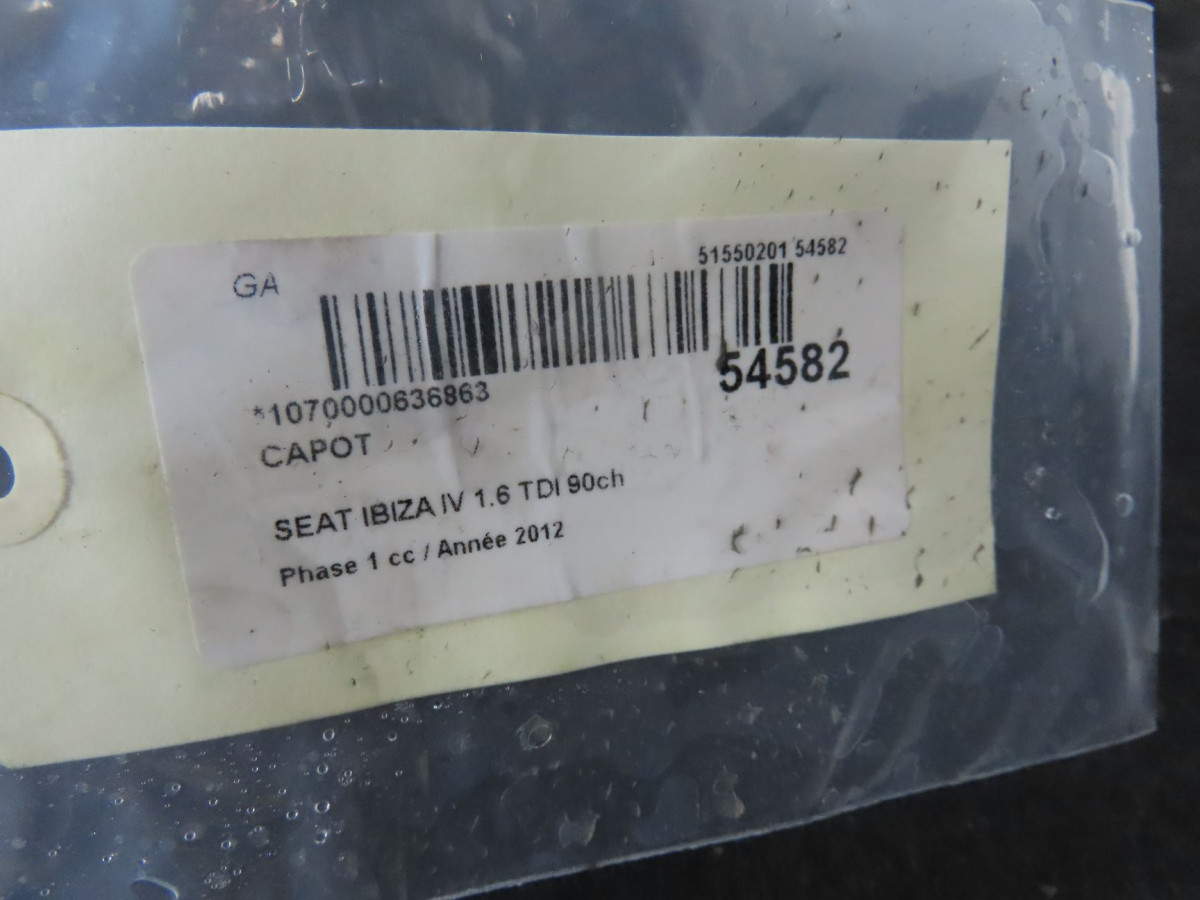 GA
51550201 54582
54582
*1070000636863
CAPOT
SEAT IBIZA IV 1.6 TDI 90ch
Phase 1 cc / Année 2012